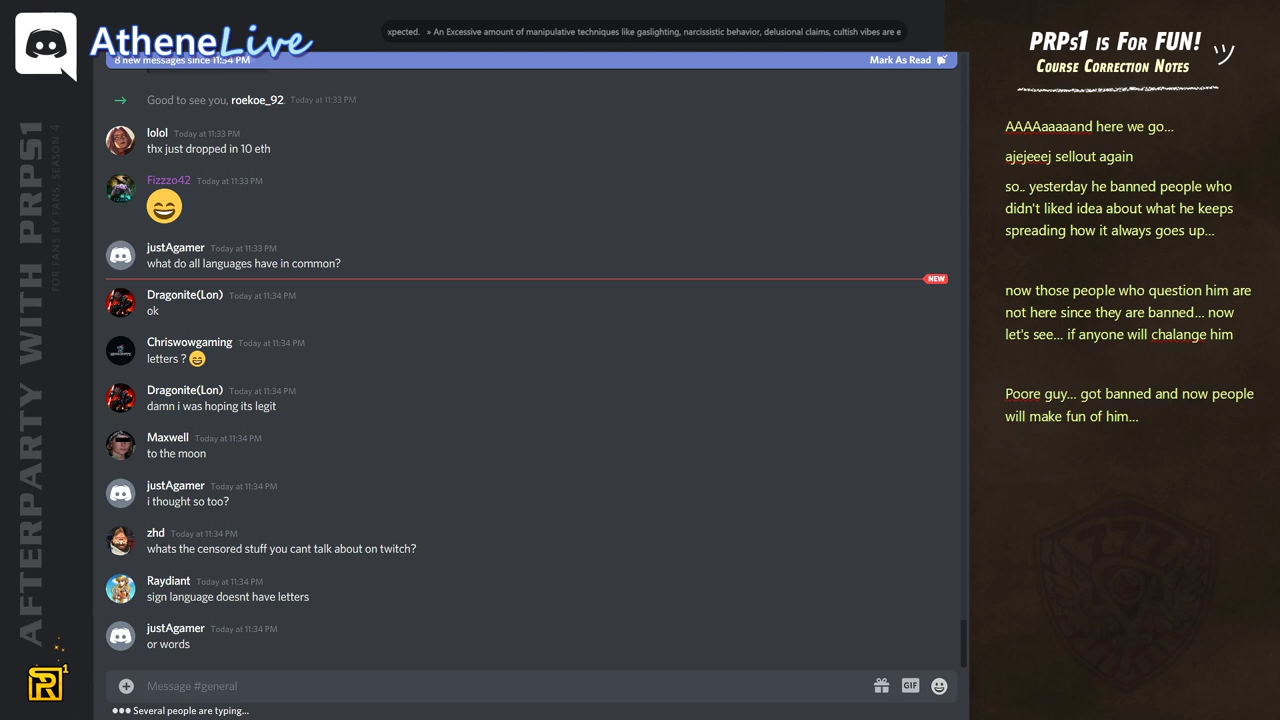 AtheneLive
xpected. » An Excessive amount of manipulative techniques like gaslighting, narcissistic behavior, delusional claims, cultish vibes are e
8 new messages since 11:34 PM
Mark As Read
Good to see you, roekoe_92. Today at 11:33 PM
lolol Today at 11:33 PM
thx just dropped in 10 eth
Fizzzo42 Today at 11:33 PM
justAgamer Today at 11:33 PM
what do all languages have in common?
NEW
Dragonite(Lon) Today at 11:34 PM
ok
Chriswowgaming Today at 11:34 PM
letters ?
Dragonite(Lon) Today at 11:34 PM
damn i was hoping its legit
Maxwell Today at 11:34 PM
to the moon
justAgamer Today at 11:34 PM
i thought so too?
zhd Today at 11:34 PM
whats the censored stuff you cant talk about on twitch?
Raydiant Today at 11:34 PM
sign language doesnt have letters
justAgamer Today at 11:34 PM
or words
Message #general
GIF
Several people are typing...
AFTERPARTY WITH PRPS1
FOR FANS BY FANS, SEASON 4
R1
PRPs1 is For FUN!
Course Correction Notes
ツ
AAAAaaaand here we go...
ajejeeej sellout again
so.. yesterday he banned people who
didn't liked idea about what he keeps
spreading how it always goes up...
now those people who question him are
not here since they are banned... now
let's see... if anyone will chalange him
Poore guy... got banned and now people
will make fun of him...